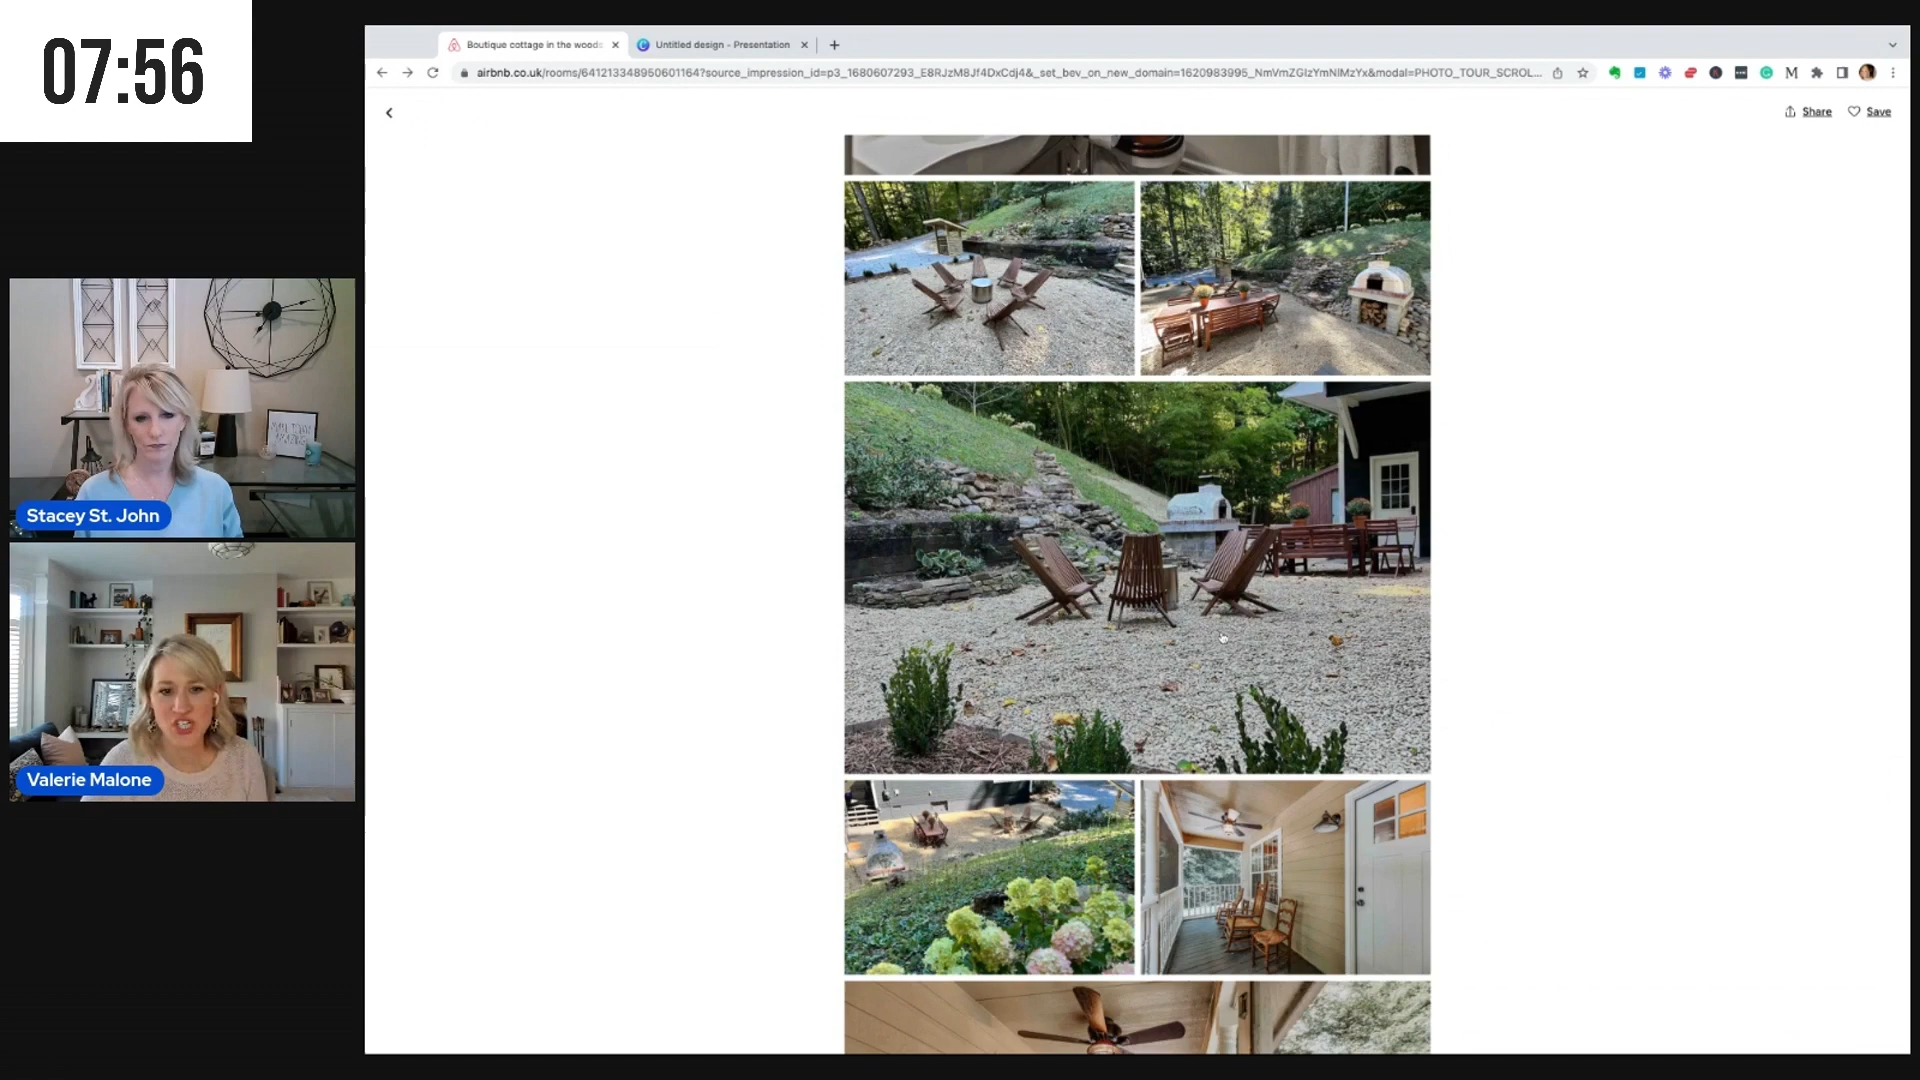 07:56
Boutique cottage in the woods
Untitled design - Presentation
airbnb.co.uk/rooms/641213348950601164?source_impression_id=p3_1680607293_E8RJzM8Jf4DxCdj4&_set_bev_on_new_domain=1620983995_NmVmZGIzYmNlMzYx&modal=PHOTO_TOUR_SCROL...
Share
Save
Stacey St. John
Valerie Malone